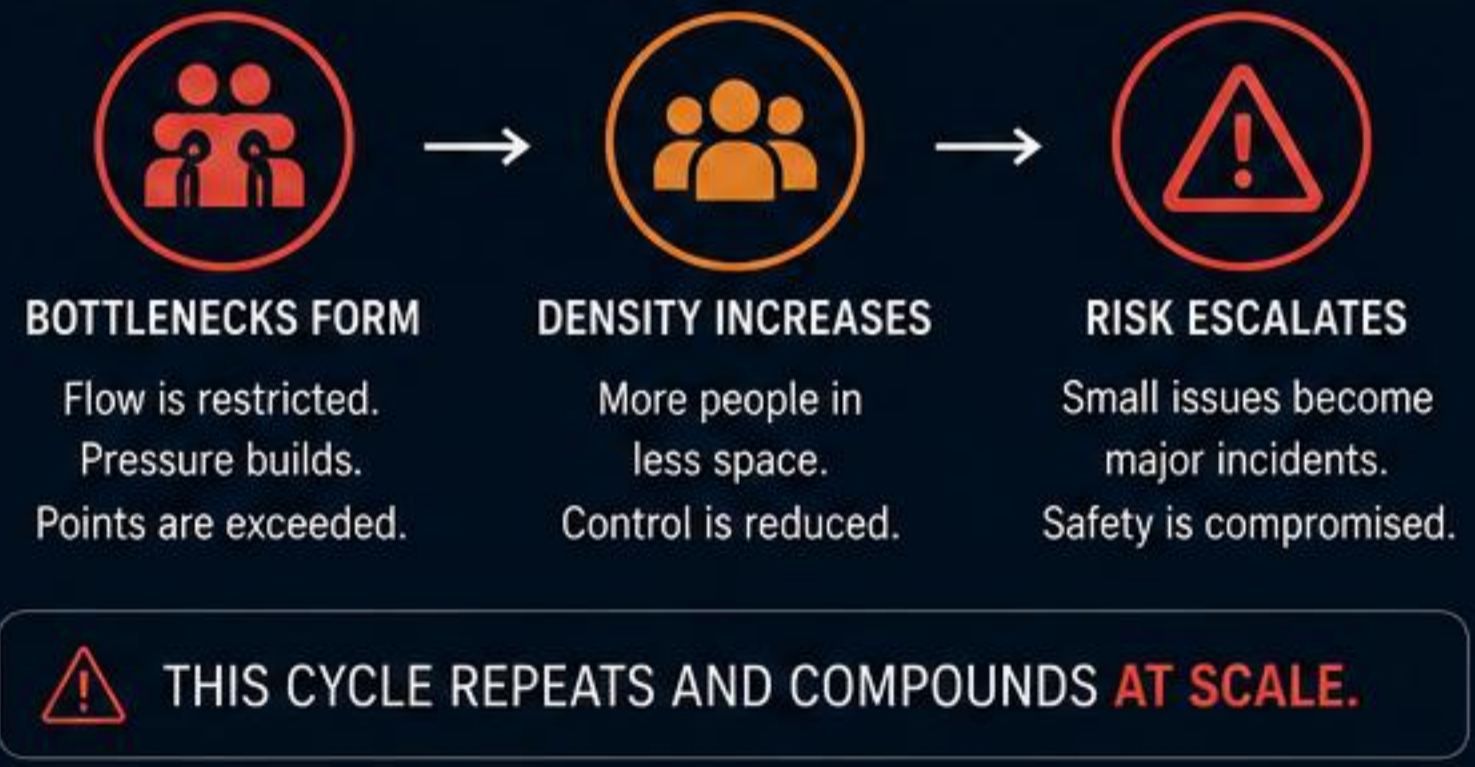 BOTTLENECKS FORM
Flow is restricted.
Pressure builds.
Points are exceeded.
DENSITY INCREASES
More people in
less space.
Control is reduced.
RISK ESCALATES
Small issues become
major incidents.
Safety is compromised.
THIS CYCLE REPEATS AND COMPOUNDS AT SCALE.